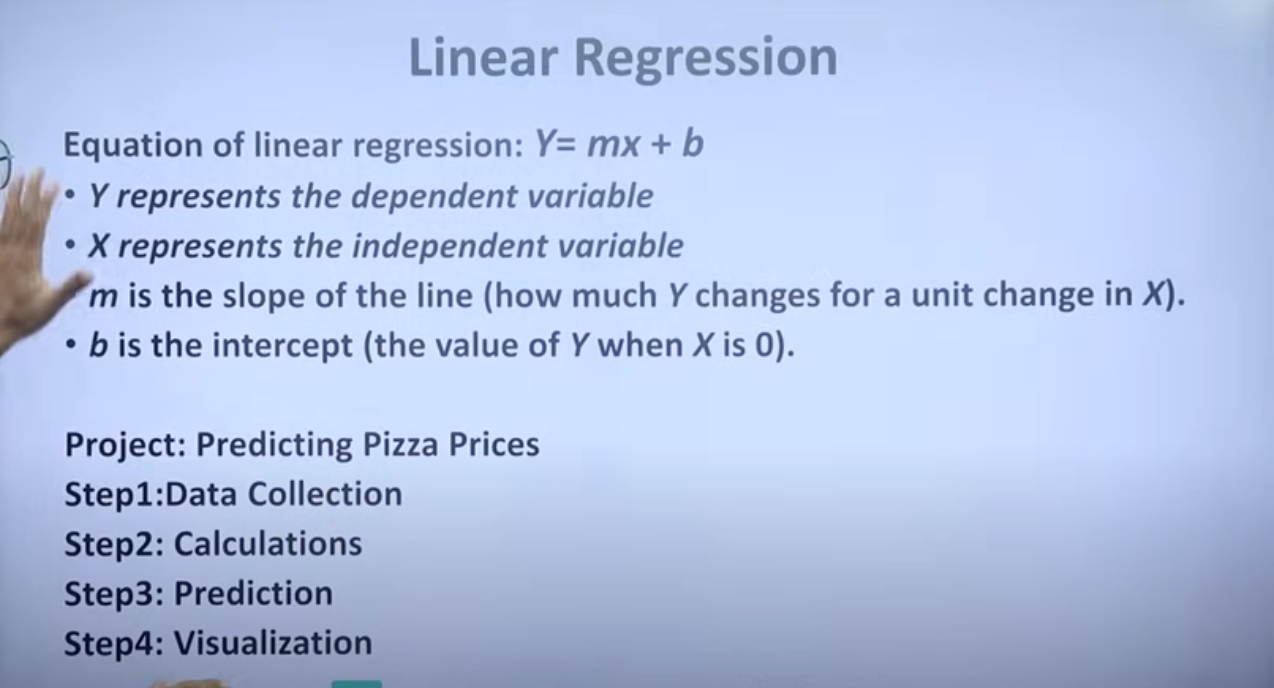 Linear Regression
Equation of linear regression: Y= mx + b
• Y represents the dependent variable
• X represents the independent variable
m is the slope of the line (how much Y changes for a unit change in X).
• b is the intercept (the value of Y when X is 0).
Project: Predicting Pizza Prices
Step1:Data Collection
Step2: Calculations
Step3: Prediction
Step4: Visualization